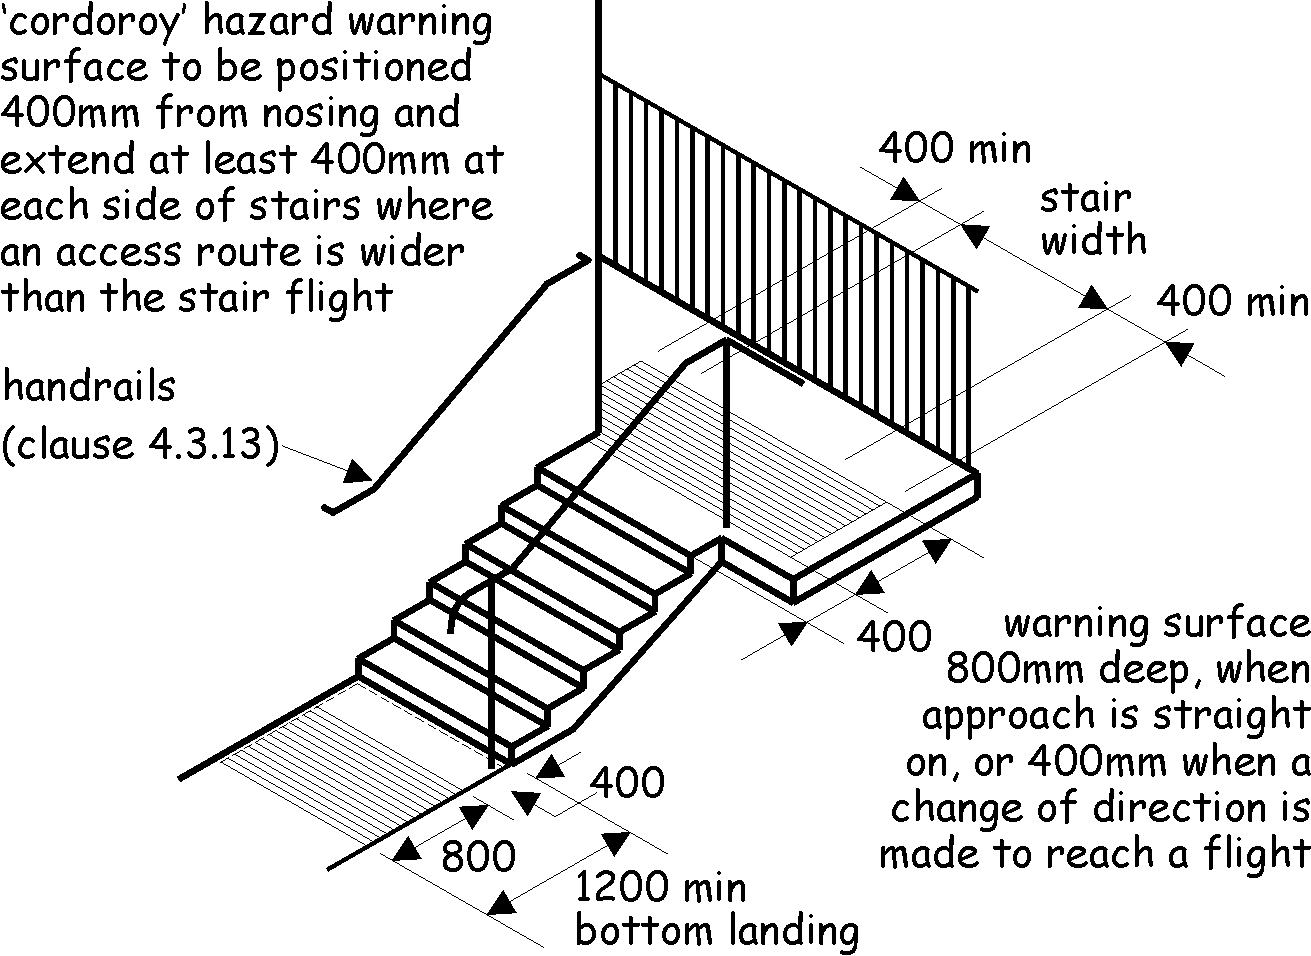 ‘cordoroy’ hazard warning
surface to be positioned
400mm from nosing and
extend at least 400mm at
each side of stairs where
an access route is wider
than the stair flight
handrails
(clause 4.3.13)
400 min
stair
width
400 min
400
warning surface
800mm deep, when
approach is straight
on, or 400mm when a
change of direction is
made to reach a flight
400
800
1200 min
bottom landing